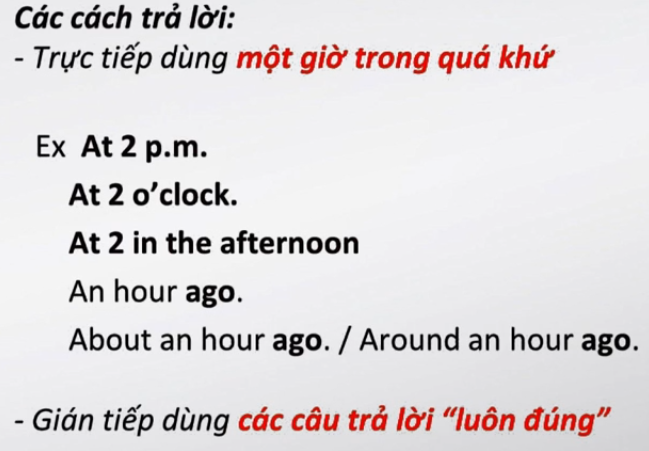 Các cách trả lời:
- Trực tiếp dùng một giờ trong quá khứ
Ex At 2 p.m.
At 2 o’clock.
At 2 in the afternoon
An hour ago.
About an hour ago. / Around an hour ago.
- Gián tiếp dùng các câu trả lời “luôn đúng”